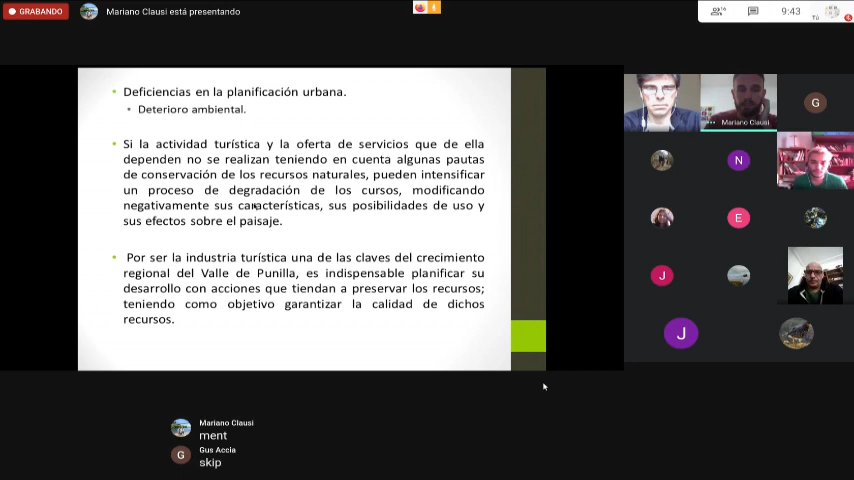 GRABANDO
Mariano Clausi está presentando
16
9:43
Tú
Deficiencias en la planificación urbana.
Deterioro ambiental.
Si la actividad turística y la oferta de servicios que de ella
dependen no se realizan teniendo en cuenta algunas pautas
de conservación de los recursos naturales, pueden intensificar
un proceso de degradación de los cursos, modificando
negativamente sus características, sus posibilidades de uso y
sus efectos sobre el paisaje.
Por ser la industria turística una de las claves del crecimiento
regional del Valle de Punilla, es indispensable planificar su
desarrollo con acciones que tiendan a preservar los recursos;
teniendo como objetivo garantizar la calidad de dichos
recursos.
Mariano Clausi
G
N
E
J
J
Mariano Clausi
ment
G
Gus Accia
skip